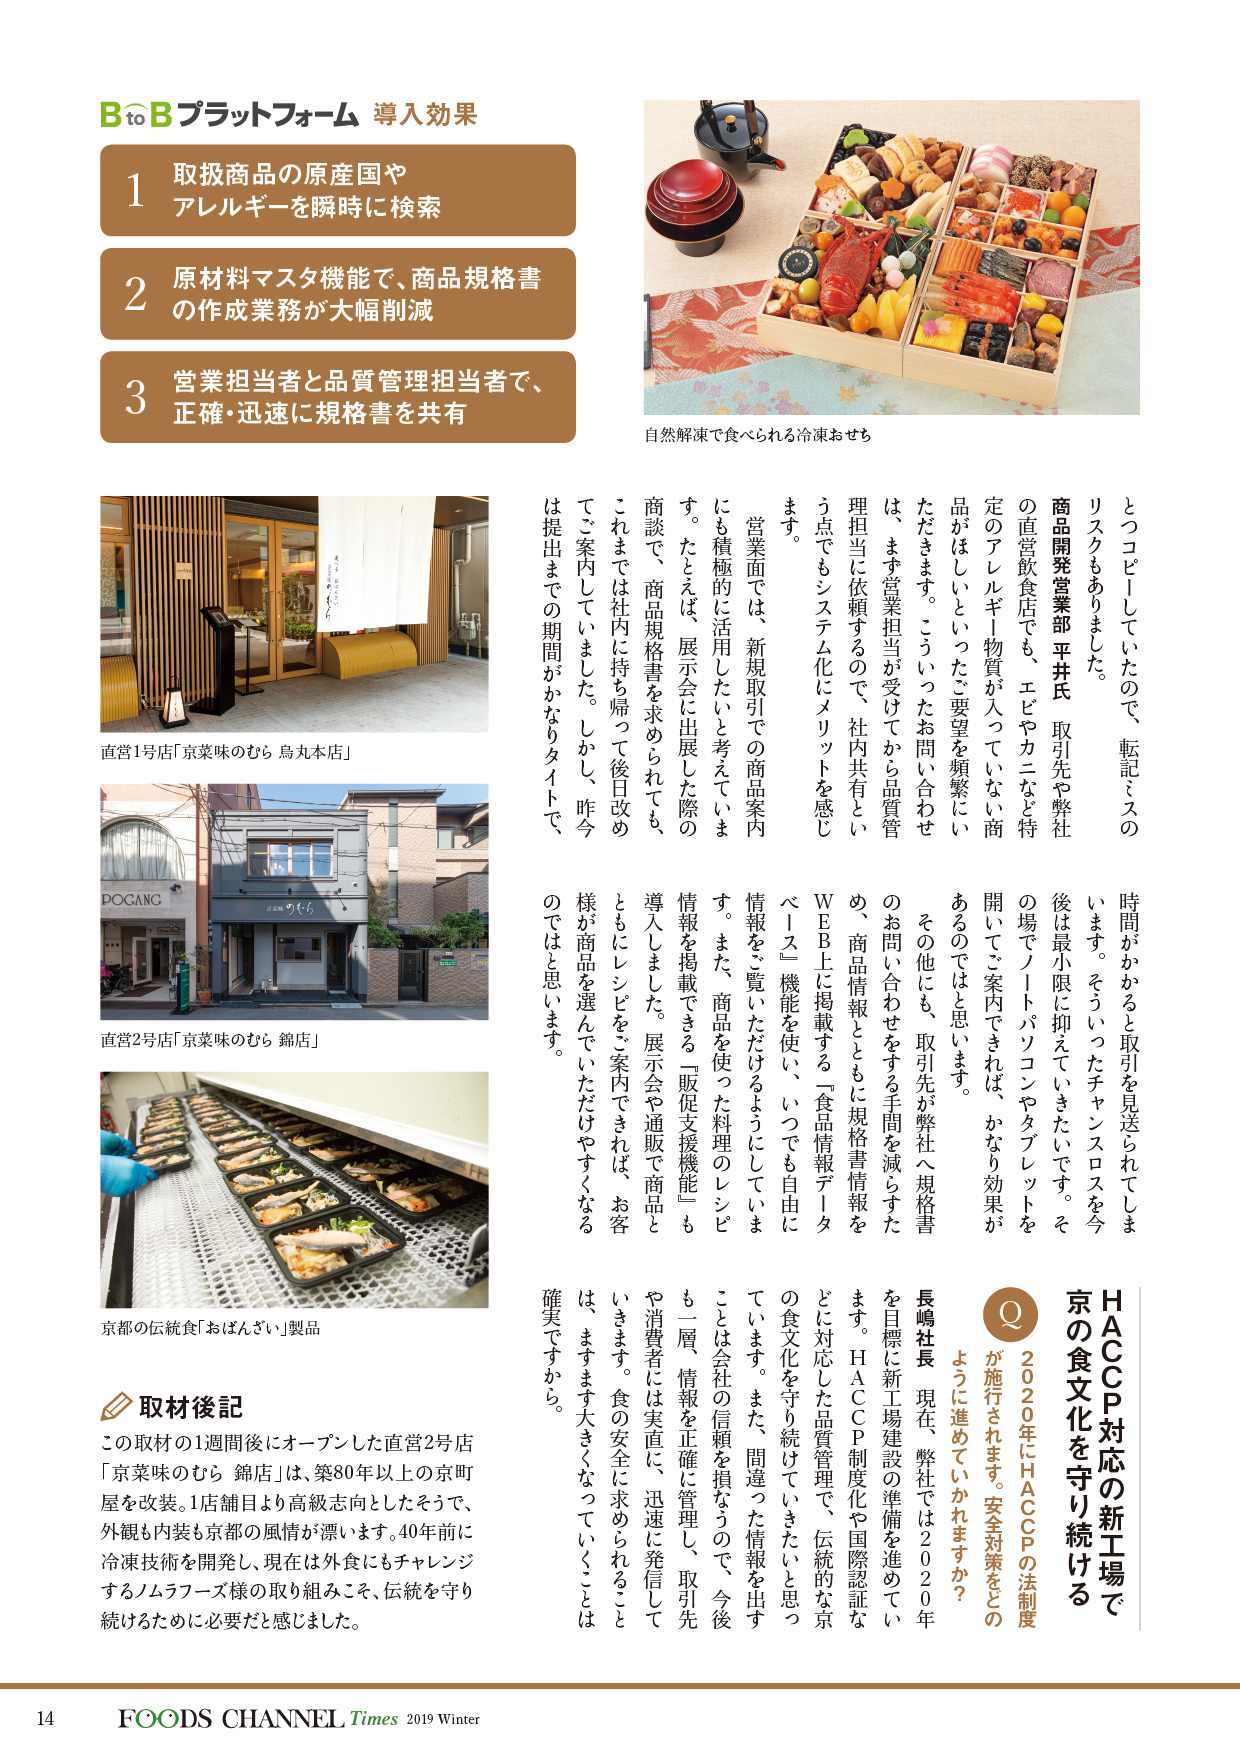 BtoBプラットフォーム 導入効果
1
取扱商品の原産国や
アレルギーを瞬時に検索
2
原材料マスタ機能で、商品規格書
の作成業務が大幅削減
3
営業担当者と品質管理担当者で、
正確・迅速に規格書を共有
自然解凍で食べられる冷凍おせち
とつコピーしていたので、転記ミスの
リスクもありました。
商品開発営業部 平井氏　取引先や弊社
の直営飲食店でも、エビやカニなど特
定のアレルギー物質が入っていない商
品がほしいといったご要望を頻繁にい
ただきます。こういったお問い合わせ
は、まず営業担当が受けてから品質管
理担当に依頼するので、社内共有とい
う点でもシステム化にメリットを感じ
ます。
　営業面では、新規取引での商品案内
にも積極的に活用したいと考えていま
す。たとえば、展示会に出展した際の
商談で、商品規格書を求められても、
これまでは社内に持ち帰って後日改め
てご案内していました。しかし、昨今
は提出までの期間がかなりタイトで、
時間がかかると取引を見送られてしま
います。そういったチャンスロスを今
後は最小限に抑えていきたいです。そ
の場でノートパソコンやタブレットを
開いてご案内できれば、かなり効果が
あるのではと思います。
　その他にも、取引先が弊社へ規格書
のお問い合わせをする手間を減らすた
め、商品情報とともに規格書情報を
WEB上に掲載する『食品情報データ
ベース』機能を使い、いつでも自由に
情報をご覧いただけるようにしていま
す。また、商品を使った料理のレシピ
情報を掲載できる『販促支援機能』も
導入しました。展示会や通販で商品と
ともにレシピをご案内できれば、お客
様が商品を選んでいただけやすくなる
のではと思います。
HACCP対応の新工場で
京の食文化を守り続ける
Q
2020年にHACCPの法制度
が施行されます。安全対策をどの
ように進めていかれますか？
長嶋社長　現在、弊社では2020年
を目標に新工場建設の準備を進めてい
ます。HACCP制度化や国際認証な
どに対応した品質管理で、伝統的な京
の食文化を守り続けていきたいと思っ
ています。また、間違った情報を出す
ことは会社の信頼を損なうので、今後
も一層、情報を正確に管理し、取引先
や消費者には実直に、迅速に発信して
いきます。食の安全に求められること
は、ますます大きくなっていくことは
確実ですから。
直営1号店「京菜味のむら 烏丸本店」
POGANG
のむら
直営2号店「京菜味のむら 錦店」
京都の伝統食「おばんざい」製品
取材後記
この取材の1週間後にオープンした直営2号店
「京菜味のむら 錦店」は、築80年以上の京町
屋を改装。1店舗目より高級志向としたそうで、
外観も内装も京都の風情が漂います。40年前に
冷凍技術を開発し、現在は外食にもチャレンジ
するノムラフーズ様の取り組みこそ、伝統を守り
続けるために必要だと感じました。
14
FOODS CHANNEL Times 2019 Winter